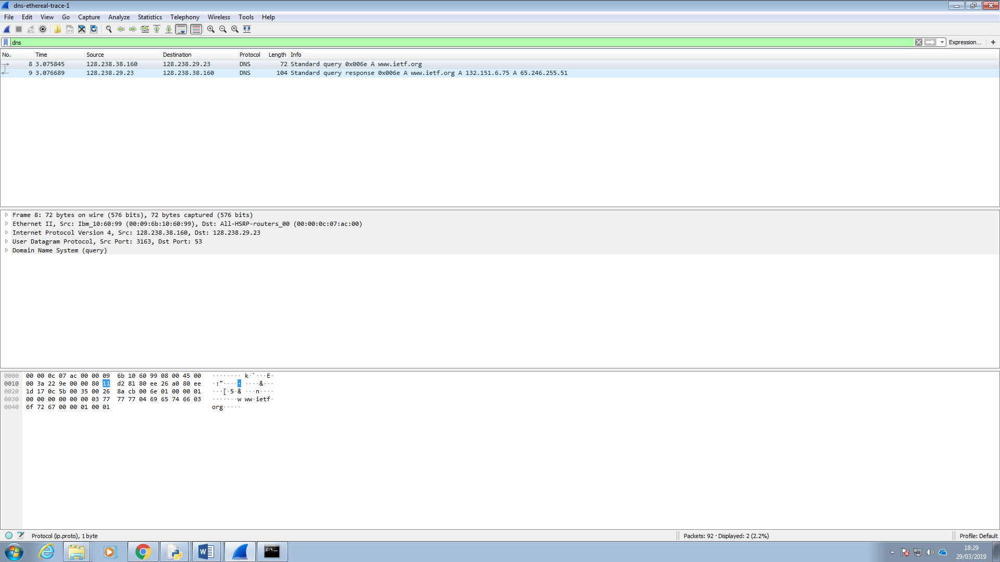 dns-ethereal-trace-1
File Edit View Go Capture Analyze Statistics Telephony Wireless Tools Help
dns Expression... +
No. Time Source Destination Protocol Length Info
8 3.075845 128.238.38.160 128.238.29.23 DNS 72 Standard query 0x006e A www.ietf.org
9 3.076689 128.238.29.23 128.238.38.160 DNS 104 Standard query response 0x006e A www.ietf.org A 132.151.6.75 A 65.246.255.51
Frame 8: 72 bytes on wire (576 bits), 72 bytes captured (576 bits)
Ethernet II, Src: Ibm_10:60:99 (00:09:6b:10:60:99), Dst: All-HSRP-routers_00 (00:00:0c:07:ac:00)
Internet Protocol Version 4, Src: 128.238.38.160, Dst: 128.238.29.23
User Datagram Protocol, Src Port: 3163, Dst Port: 53
Domain Name System (query)
0000 00 00 0c 07 ac 00 00 09 6b 10 60 99 08 00 45 00 ········ k·`···E·
0010 00 3a 22 9e 00 00 80 11 d2 81 80 ee 26 a0 80 ee ·:"····· ····&···
0020 1d 17 0c 5b 00 35 00 26 8a cb 00 6e 01 00 00 01 ···[·5·& ···n····
0030 00 00 00 00 00 00 03 77 77 77 04 69 65 74 66 03 ·······w ww·ietf·
0040 6f 72 67 00 00 01 00 01 org·····
Protocol (ip.proto), 1 byte Packets: 92 · Displayed: 2 (2.2%) Profile: Default
18:29
29/03/2019